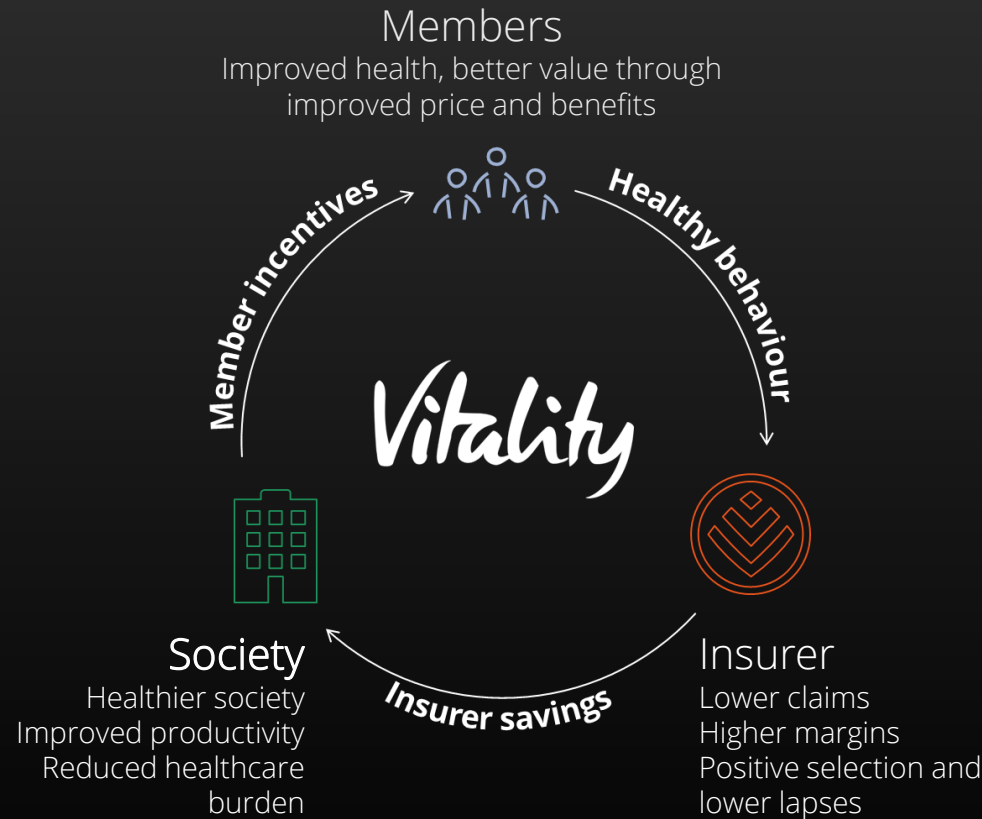 Members
Improved health, better value through
improved price and benefits
Member incentives
Healthy behaviour
Vitality
Society
Healthier society
Improved productivity
Reduced healthcare
burden
Insurer savings
Insurer
Lower claims
Higher margins
Positive selection and
lower lapses